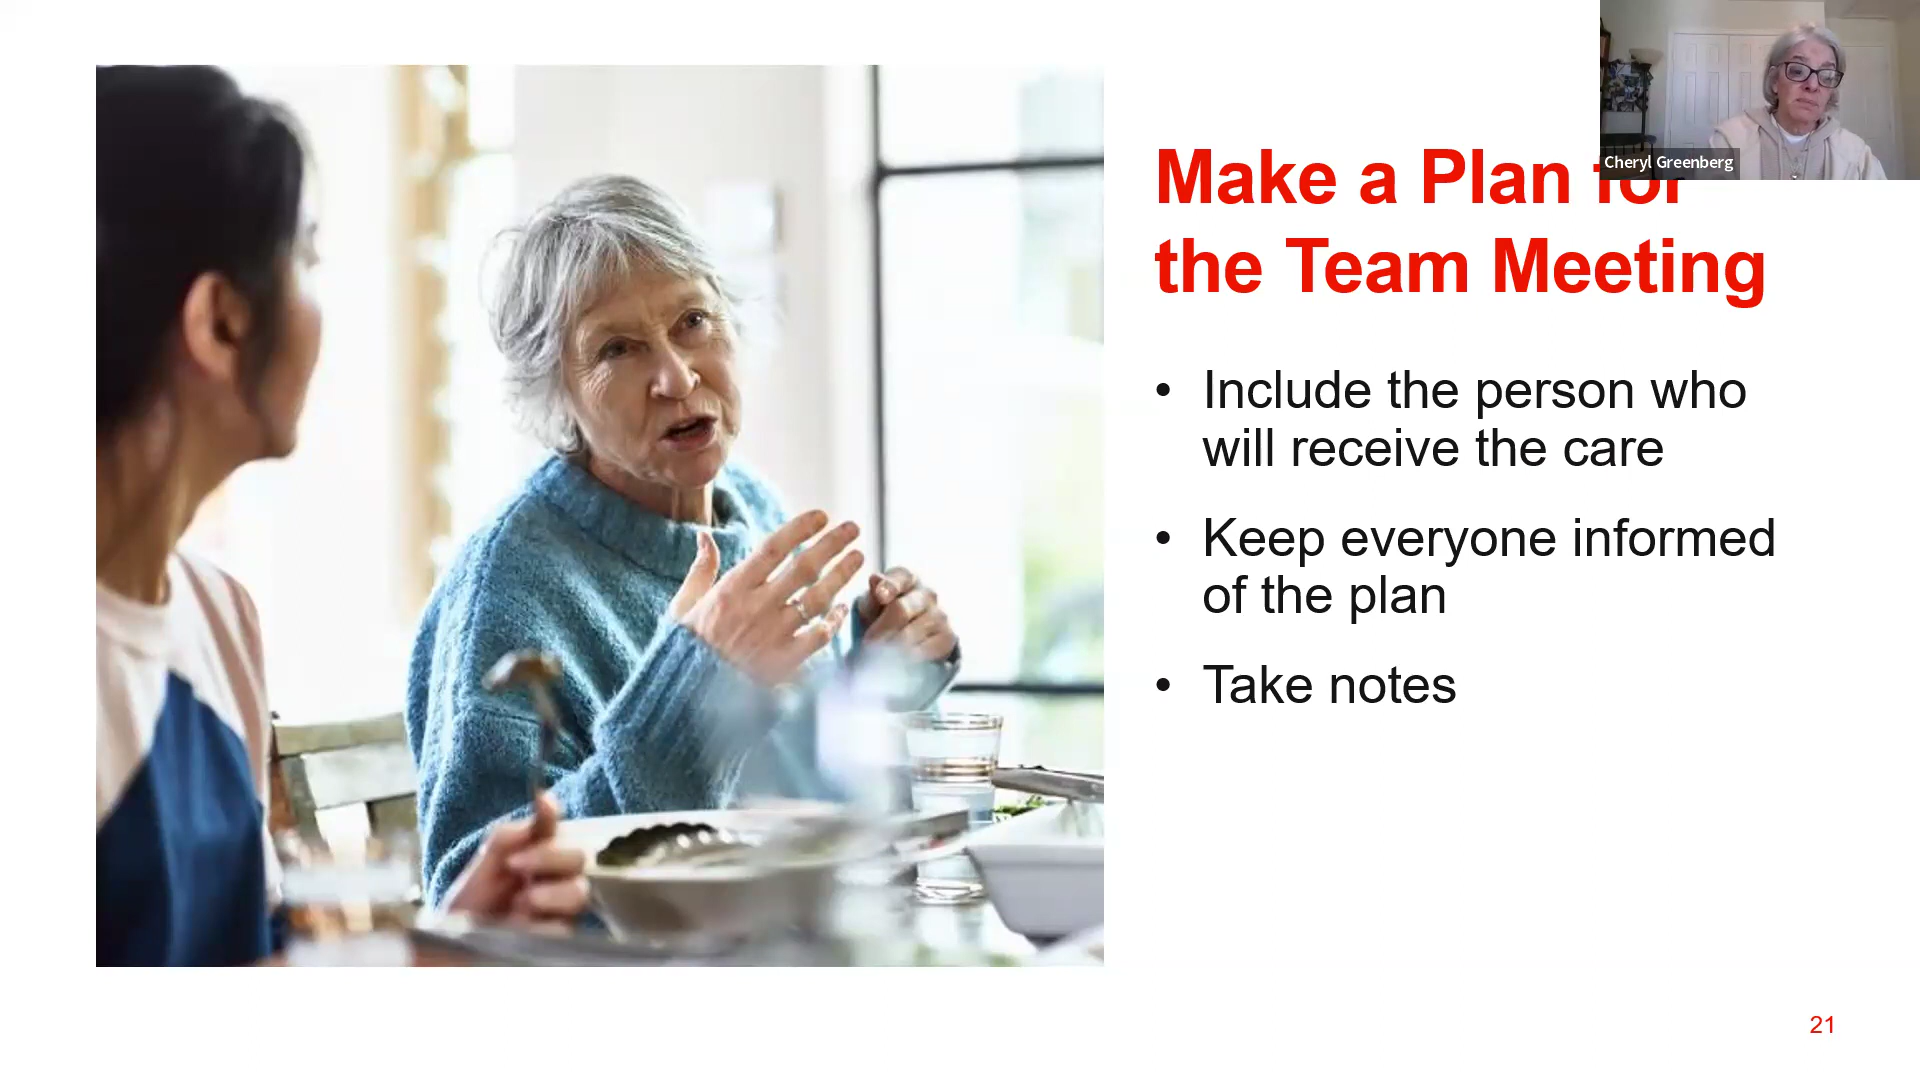 Make a Plan for
Cheryl Greenberg
the Team Meeting
• Include the person who
will receive the care
• Keep everyone informed
of the plan
• Take notes
21